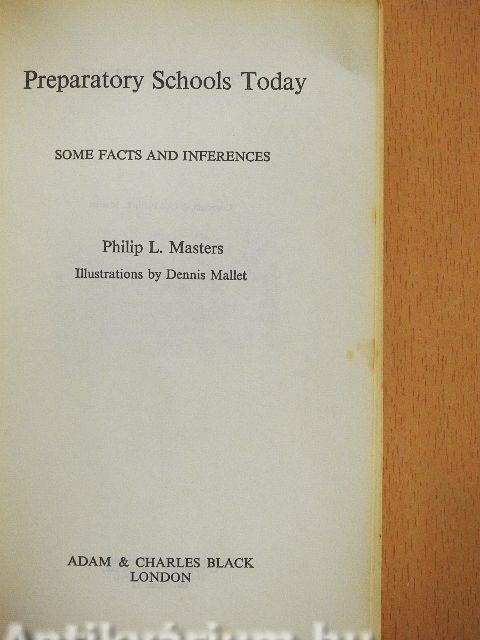 Preparatory Schools Today
SOME FACTS AND INFERENCES
Philip L. Masters
Illustrations by Dennis Mallet
ADAM & CHARLES BLACK
LONDON
Antikvárium.hu